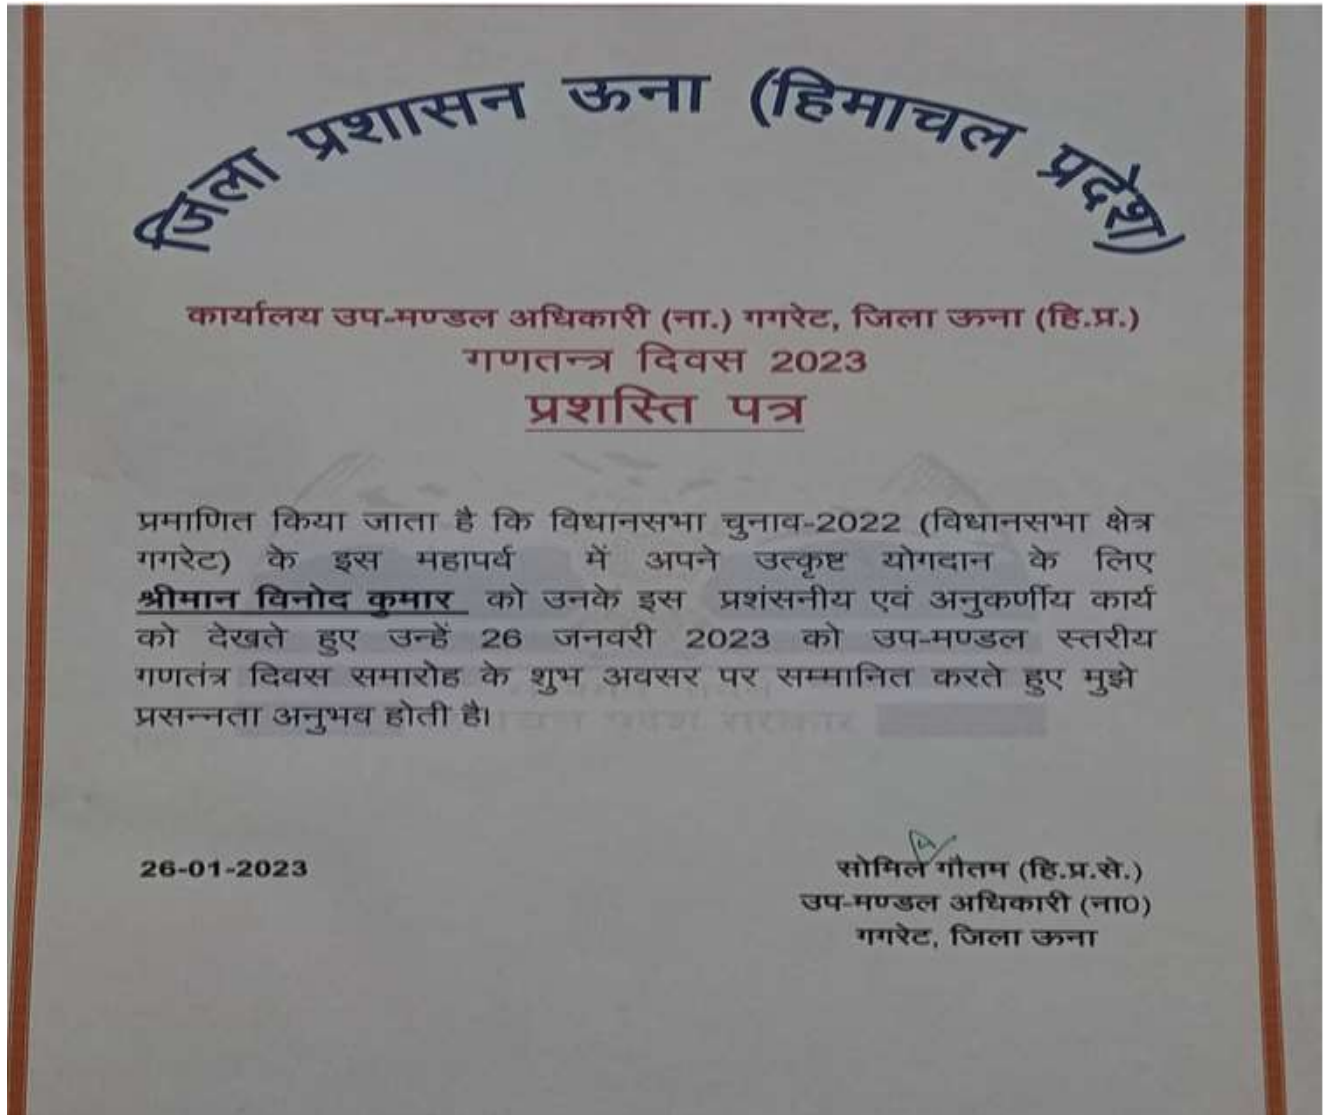 जिला प्रशासन ऊना (हिमाचल प्रदेश)
कार्यालय उप-मण्डल अधिकारी (ना.) गगरेट, जिला ऊना (हि.प्र.)
गणतन्त्र दिवस 2023
प्रशस्ति पत्र
प्रमाणित किया जाता है कि विधानसभा चुनाव-2022 (विधानसभा क्षेत्र
गगरेट) के इस महापर्व में अपने उत्कृष्ट योगदान के लिए
श्रीमान विनोद कुमार को उनके इस प्रशंसनीय एवं अनुकर्णीय कार्य
को देखते हुए उन्हें 26 जनवरी 2023 को उप-मण्डल स्तरीय
गणतंत्र दिवस समारोह के शुभ अवसर पर सम्मानित करते हुए मुझे
प्रसन्नता अनुभव होती है।
26-01-2023
सोमिल गौतम (हि.प्र.से.)
उप-मण्डल अधिकारी (ना0)
गगरेट, जिला ऊना